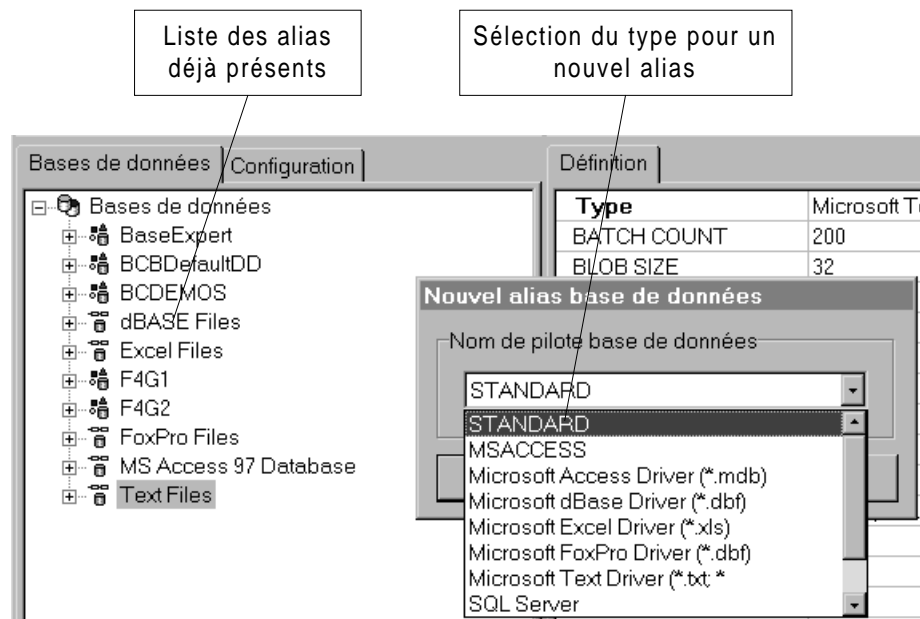 Liste des alias
déjà présents
Sélection du type pour un
nouvel alias
Bases de données
Configuration
Définition
Bases de données
BaseExpert
BCBDefaultDD
BCDEMOS
dBASE Files
Excel Files
F4G1
F4G2
FoxPro Files
MS Access 97 Database
Text Files
Type
Microsoft T
BATCH COUNT
200
BLOB SIZE
32
Nouvel alias base de données
Nom de pilote base de données
STANDARD
STANDARD
MSACCESS
Microsoft Access Driver (*.mdb)
Microsoft dBase Driver (*.dbf)
Microsoft Excel Driver (*.xls)
Microsoft FoxPro Driver (*.dbf)
Microsoft Text Driver (*.txt; *
SQL Server